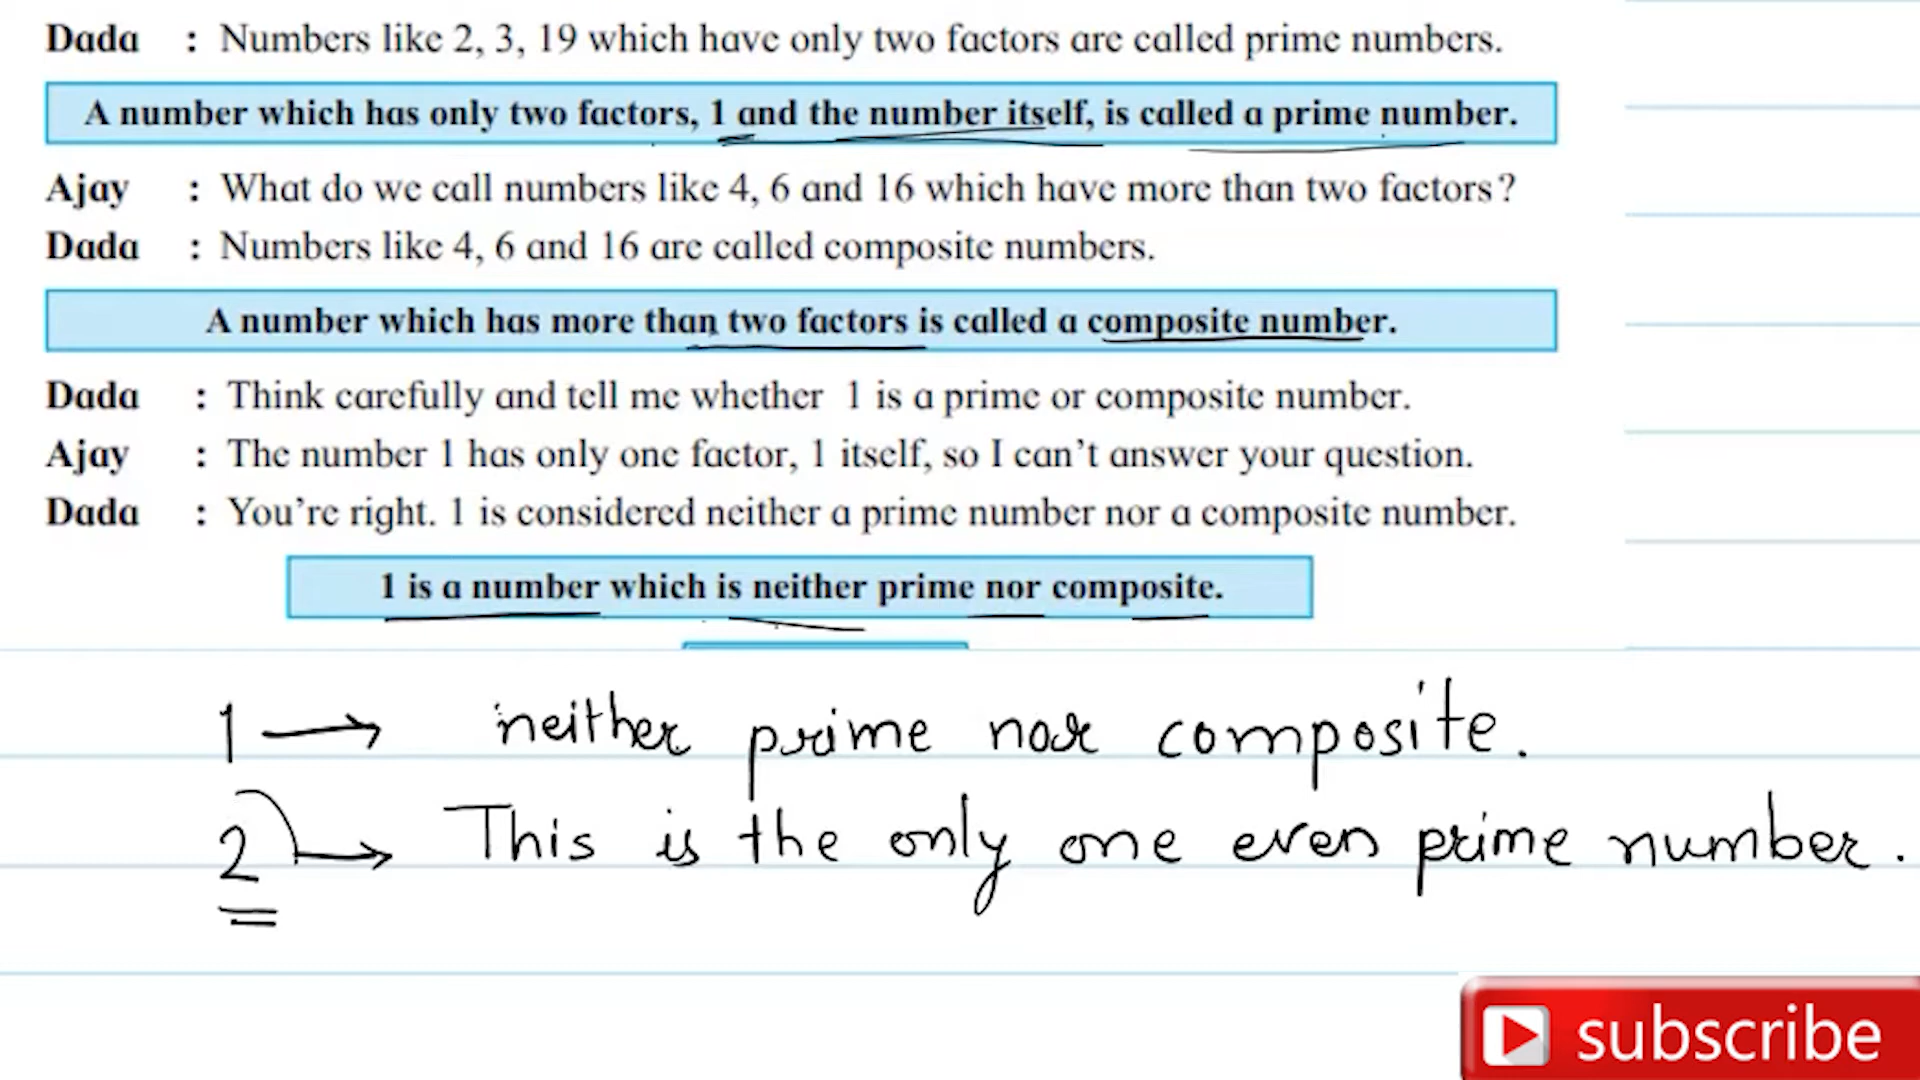 Dada : Numbers like 2, 3, 19 which have only two factors are called prime numbers.
A number which has only two factors, 1 and the number itself, is called a prime number.
Ajay : What do we call numbers like 4, 6 and 16 which have more than two factors?
Dada : Numbers like 4, 6 and 16 are called composite numbers.
A number which has more than two factors is called a composite number.
Dada : Think carefully and tell me whether 1 is a prime or composite number.
Ajay : The number 1 has only one factor, 1 itself, so I can't answer your question.
Dada : You're right. 1 is considered neither a prime number nor a composite number.
1 is a number which is neither prime nor composite.
1 → neither prime nor composite.
2 → This is the only one even prime number.
subscribe